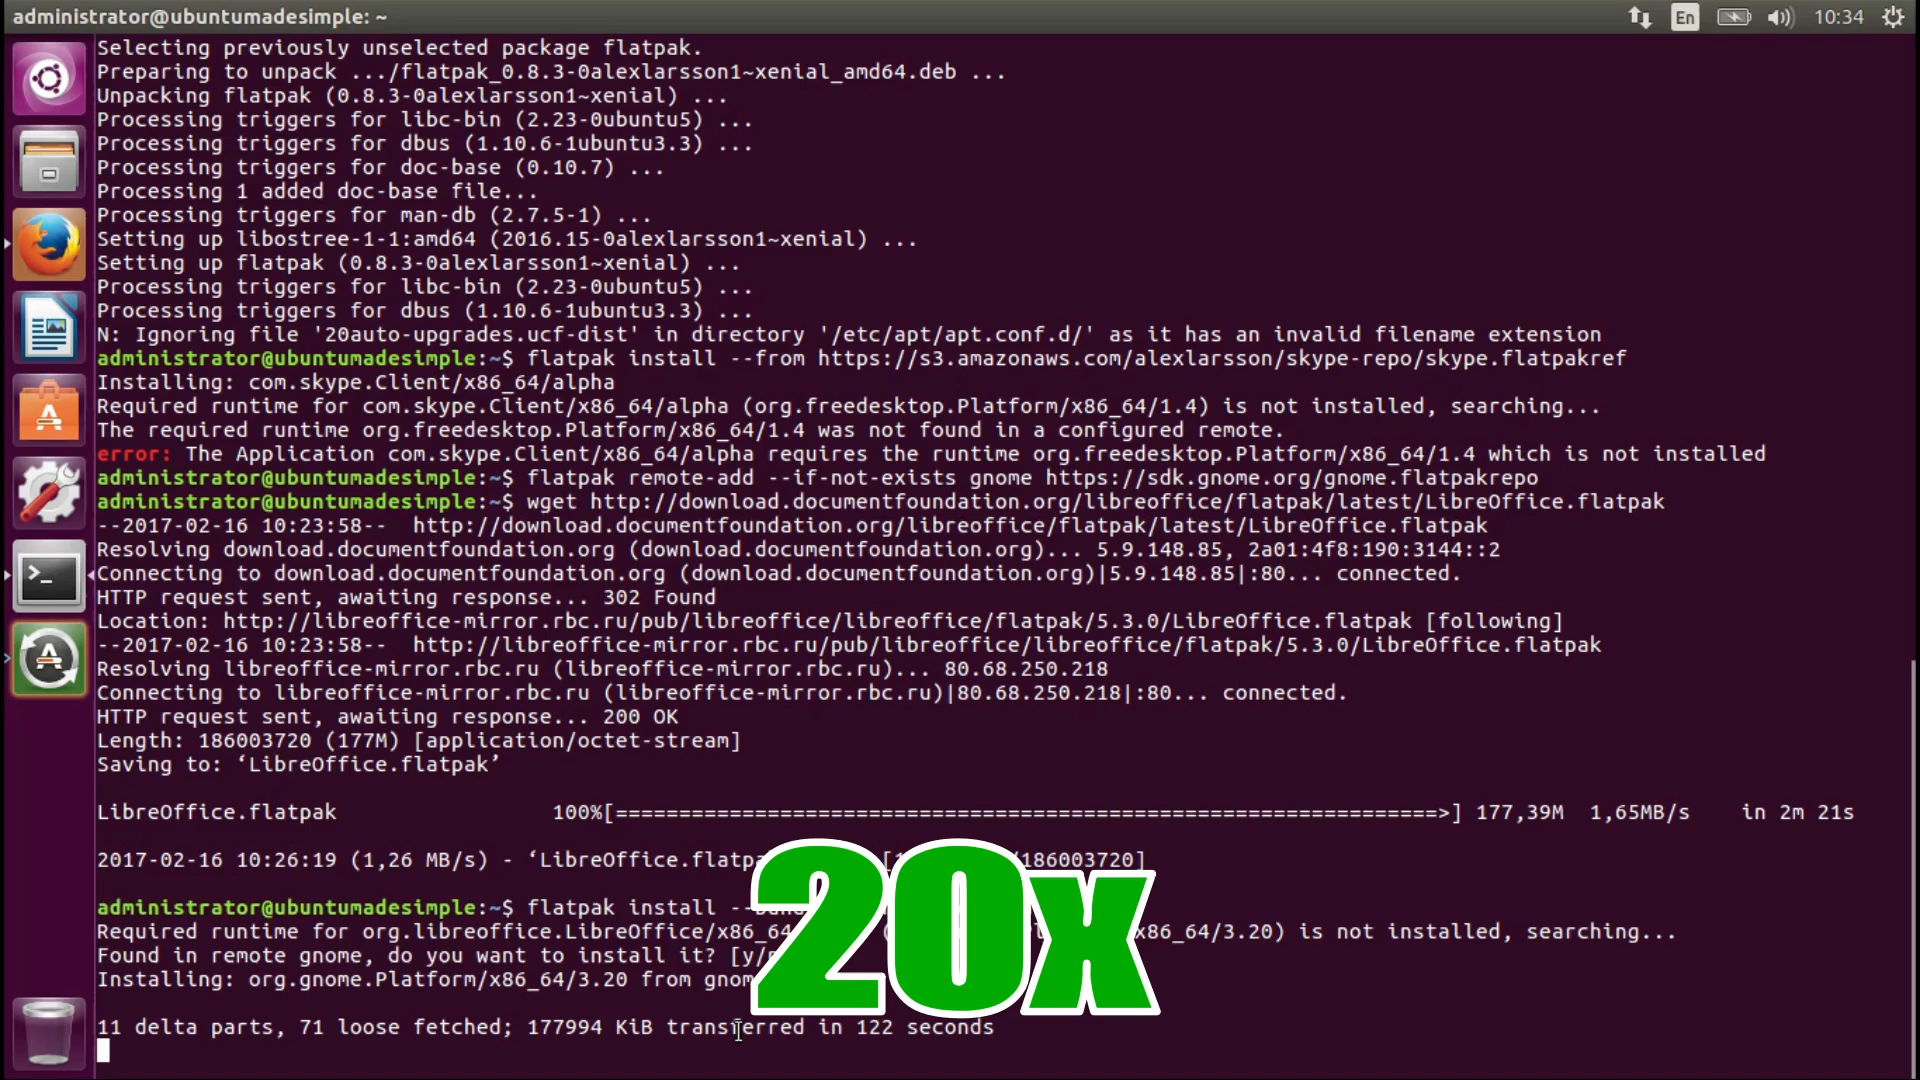 administrator@ubuntumadesimple: ~
En
10:34
Selecting previously unselected package flatpak.
Preparing to unpack .../flatpak_0.8.3-0alexlarsson1~xenial_amd64.deb ...
Unpacking flatpak (0.8.3-0alexlarsson1~xenial) ...
Processing triggers for libc-bin (2.23-0ubuntu5) ...
Processing triggers for dbus (1.10.6-1ubuntu3.3) ...
Processing triggers for doc-base (0.10.7) ...
Processing 1 added doc-base file...
Processing triggers for man-db (2.7.5-1) ...
Setting up libostree-1-1:amd64 (2016.15-0alexlarsson1~xenial) ...
Setting up flatpak (0.8.3-0alexlarsson1~xenial) ...
Processing triggers for libc-bin (2.23-0ubuntu5) ...
Processing triggers for dbus (1.10.6-1ubuntu3.3) ...
N: Ignoring file '20auto-upgrades.ucf-dist' in directory '/etc/apt/apt.conf.d/' as it has an invalid filename extension
administrator@ubuntumadesimple:~$ flatpak install --from https://s3.amazonaws.com/alexlarsson/skype-repo/skype.flatpakref
Installing: com.skype.Client/x86_64/alpha
Required runtime for com.skype.Client/x86_64/alpha (org.freedesktop.Platform/x86_64/1.4) is not installed, searching...
The required runtime org.freedesktop.Platform/x86_64/1.4 was not found in a configured remote.
error: The Application com.skype.Client/x86_64/alpha requires the runtime org.freedesktop.Platform/x86_64/1.4 which is not installed
administrator@ubuntumadesimple:~$ flatpak remote-add --if-not-exists gnome https://sdk.gnome.org/gnome.flatpakrepo
administrator@ubuntumadesimple:~$ wget http://download.documentfoundation.org/libreoffice/flatpak/latest/LibreOffice.flatpak
--2017-02-16 10:23:58--  http://download.documentfoundation.org/libreoffice/flatpak/latest/LibreOffice.flatpak
Resolving download.documentfoundation.org (download.documentfoundation.org)... 5.9.148.85, 2a01:4f8:190:3144::2
Connecting to download.documentfoundation.org (download.documentfoundation.org)|5.9.148.85|:80... connected.
HTTP request sent, awaiting response... 302 Found
Location: http://libreoffice-mirror.rbc.ru/pub/libreoffice/libreoffice/flatpak/5.3.0/LibreOffice.flatpak [following]
--2017-02-16 10:23:58--  http://libreoffice-mirror.rbc.ru/pub/libreoffice/libreoffice/flatpak/5.3.0/LibreOffice.flatpak
Resolving libreoffice-mirror.rbc.ru (libreoffice-mirror.rbc.ru)... 80.68.250.218
Connecting to libreoffice-mirror.rbc.ru (libreoffice-mirror.rbc.ru)|80.68.250.218|:80... connected.
HTTP request sent, awaiting response... 200 OK
Length: 186003720 (177M) [application/octet-stream]
Saving to: ‘LibreOffice.flatpak’
LibreOffice.flatpak 100%[=================================================================>] 177,39M 1,65MB/s in 2m 21s
2017-02-16 10:26:19 (1,26 MB/s) - ‘LibreOffice.flatpa /186003720]
administrator@ubuntumadesimple:~$ flatpak install
Required runtime for org.libreoffice.LibreOffice/x86_64 x86_64/3.20) is not installed, searching...
Found in remote gnome, do you want to install it? [y/
Installing: org.gnome.Platform/x86_64/3.20 from gnom
20x
11 delta parts, 71 loose fetched; 177994 KiB transferred in 122 seconds